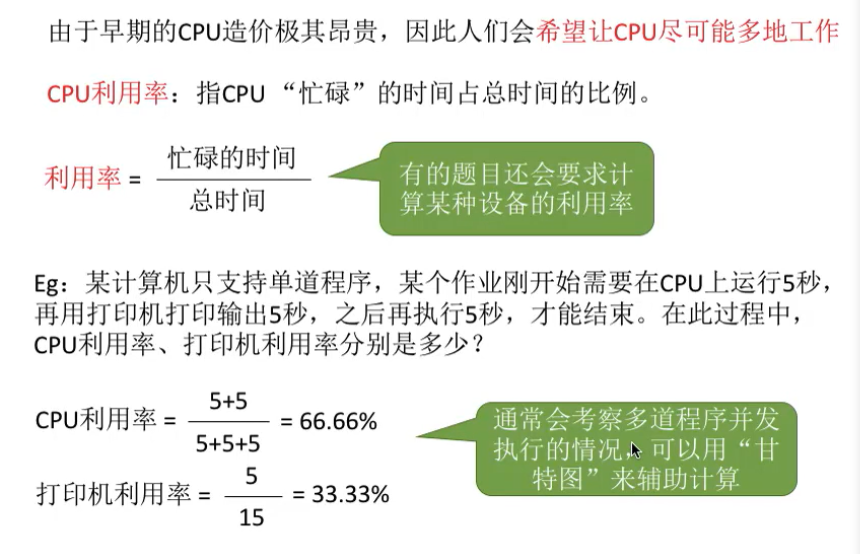 由于早期的CPU造价极其昂贵，因此人们会希望让CPU尽可能多地工作
CPU利用率：指CPU “忙碌”的时间占总时间的比例。
利用率 =
忙碌的时间
总时间
有的题目还会要求计
算某种设备的利用率
Eg：某计算机只支持单道程序，某个作业刚开始需要在CPU上运行5秒，
再用打印机打印输出5秒，之后再执行5秒，才能结束。在此过程中，
CPU利用率、打印机利用率分别是多少？
CPU利用率 =
5+5
5+5+5
= 66.66%
通常会考察多道程序并发
执行的情况，可以用“甘
特图”来辅助计算
打印机利用率 =
5
15
= 33.33%